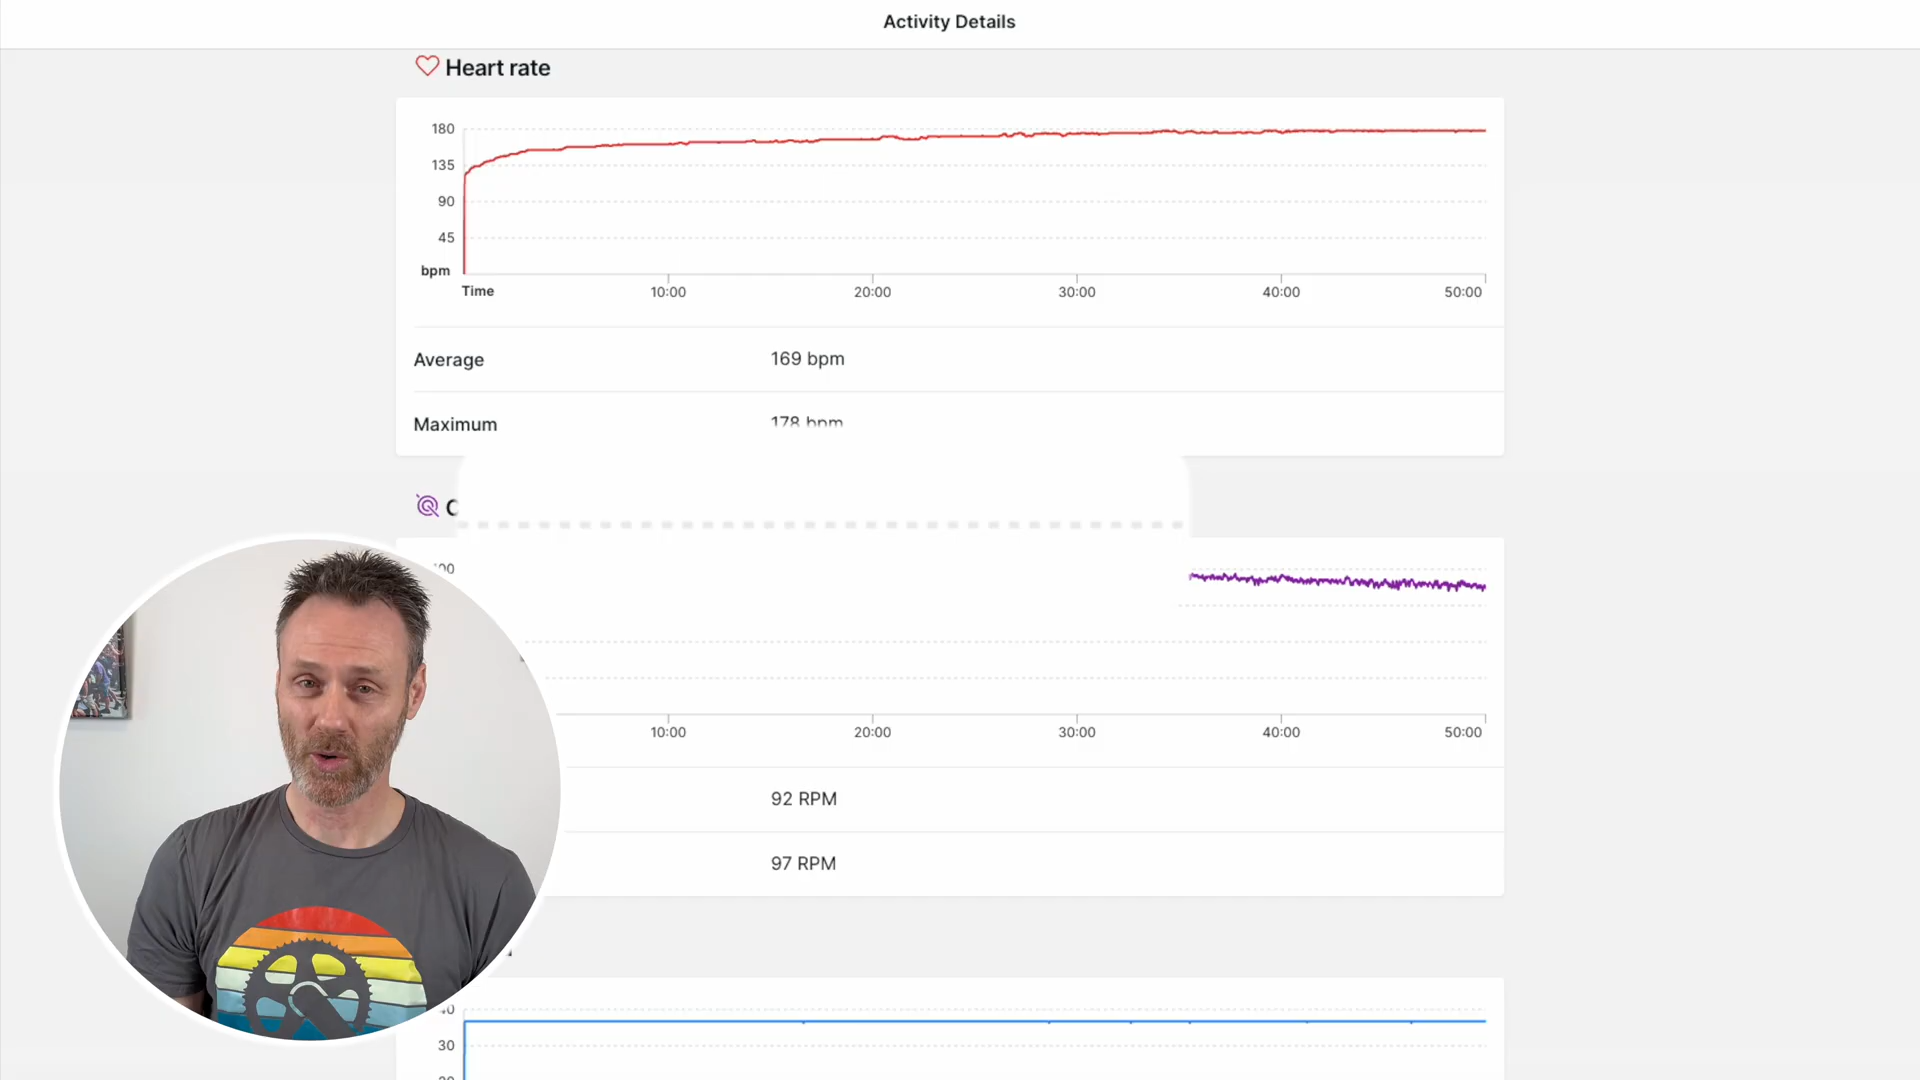 Activity Details
Heart rate
180
135
90
45
bpm
Time 10:00 20:00 30:00 40:00 50:00
Average 169 bpm
Maximum 178 bpm
10:00 20:00 30:00 40:00 50:00
92 RPM
97 RPM
30